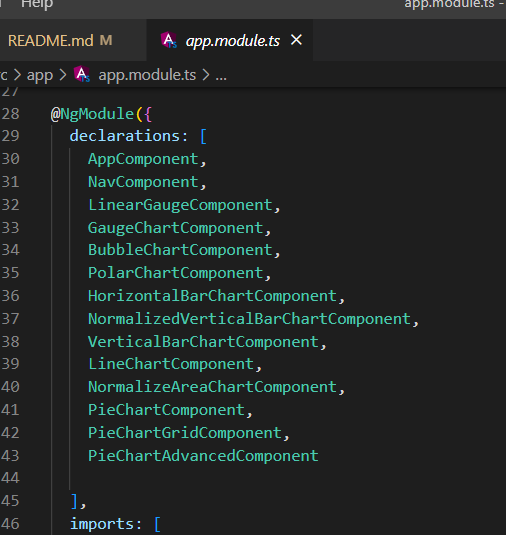 Help
app.module.ts -
README.md M
app.module.ts ×
rc > app > app.module.ts > ...
27
28 @NgModule({
29 declarations: [
30 AppComponent,
31 NavComponent,
32 LinearGaugeComponent,
33 GaugeChartComponent,
34 BubbleChartComponent,
35 PolarChartComponent,
36 HorizontalBarChartComponent,
37 NormalizedVerticalBarChartComponent,
38 VerticalBarChartComponent,
39 LineChartComponent,
40 NormalizeAreaChartComponent,
41 PieChartComponent,
42 PieChartGridComponent,
43 PieChartAdvancedComponent
44
45 ],
46 imports: [